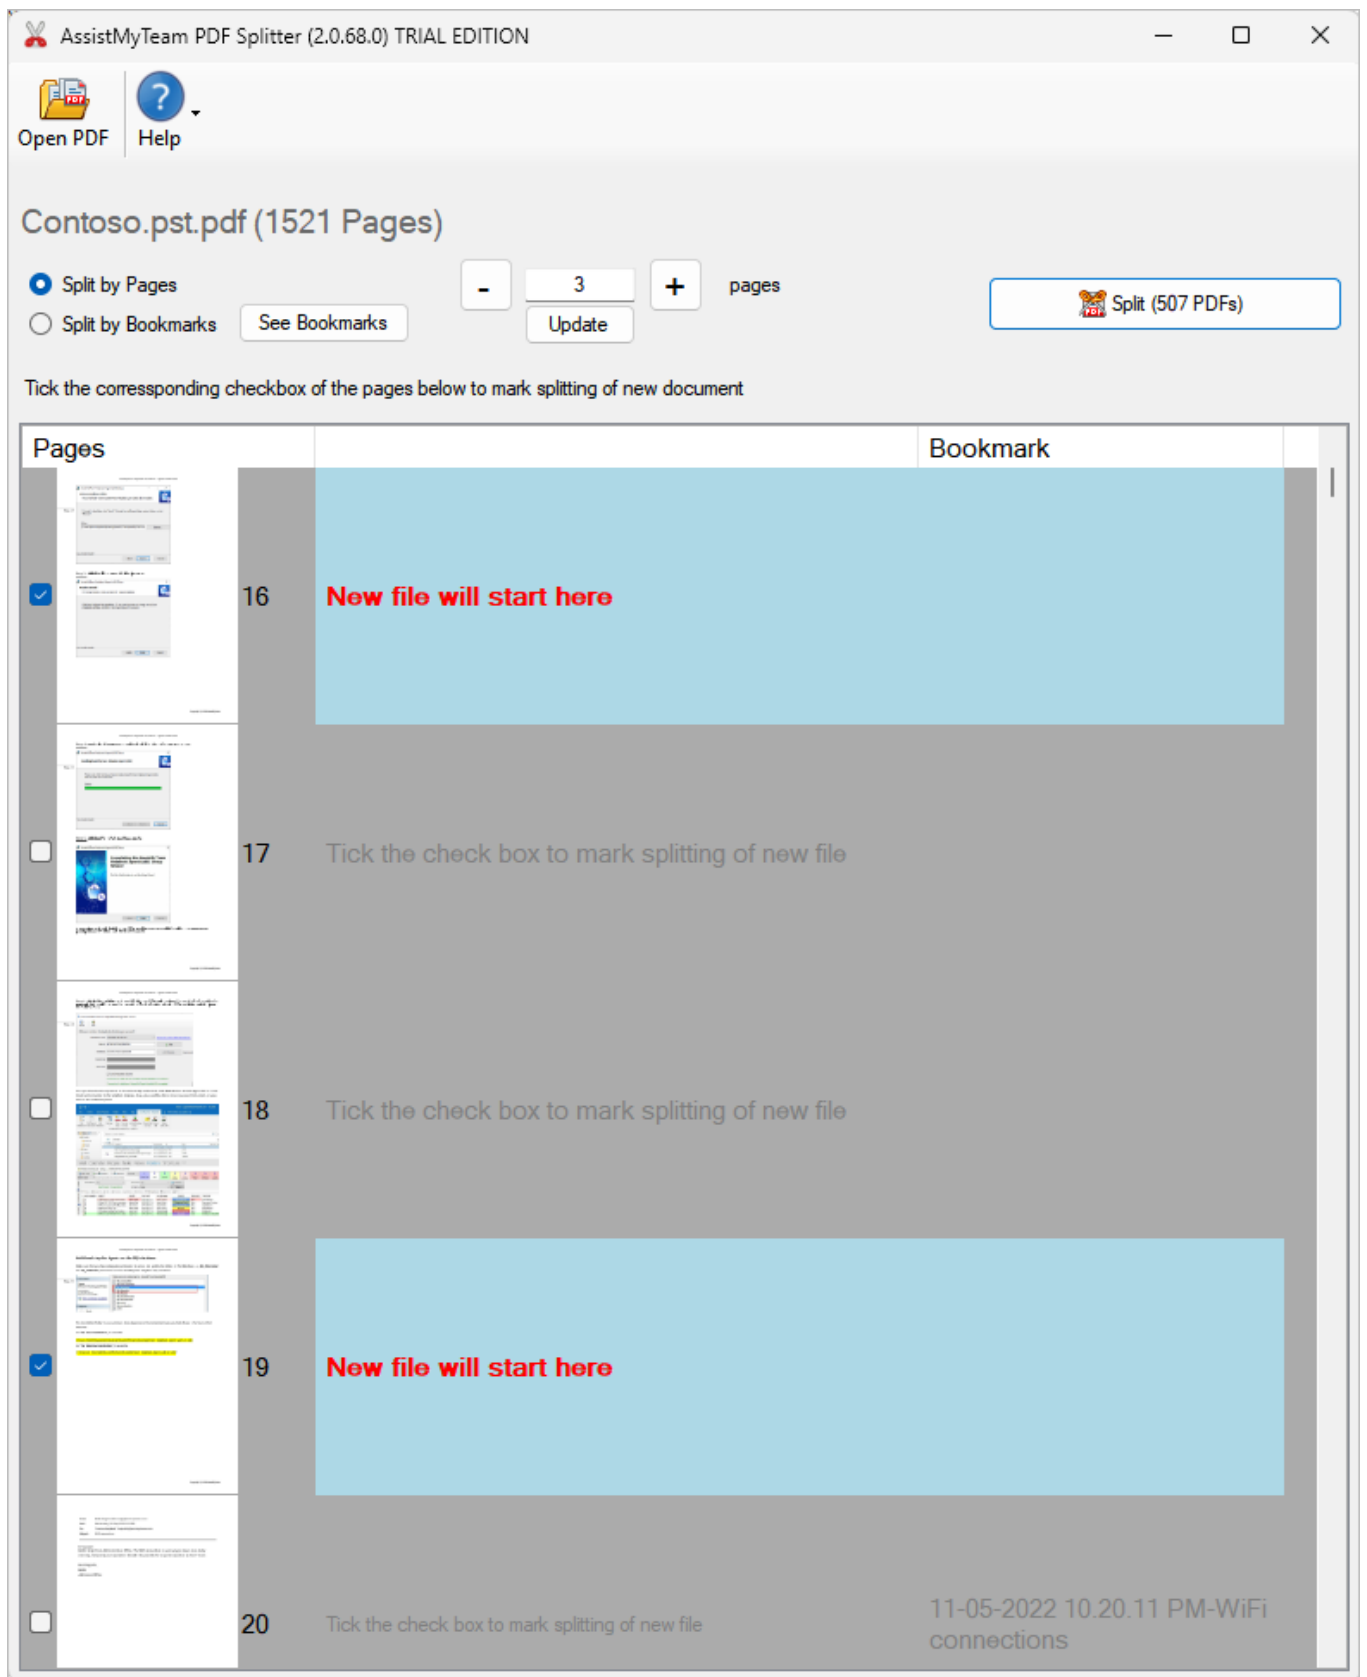 AssistMyTeam PDF Splitter (2.0.68.0) TRIAL EDITION
Open PDF
Help
Contoso.pst.pdf (1521 Pages)
Split by Pages
- 3 + pages
Split by Bookmarks
See Bookmarks
Update
Split (507 PDFs)
Tick the corressponding checkbox of the pages below to mark splitting of new document
Pages
Bookmark
16
New file will start here
17
Tick the check box to mark splitting of new file
18
Tick the check box to mark splitting of new file
19
New file will start here
20
Tick the check box to mark splitting of new file
11-05-2022 10.20.11 PM-WiFi
connections